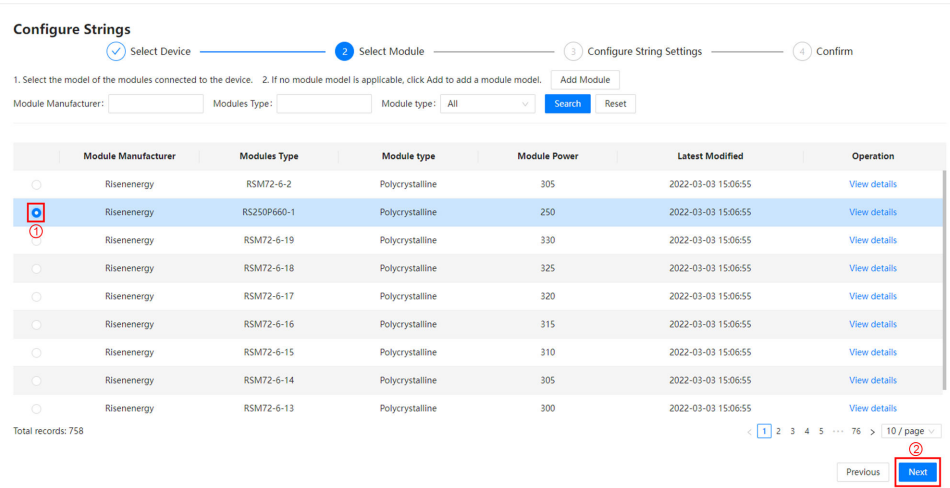 Configure Strings
Select Device 2 Select Module 3 Configure String Settings 4 Confirm
1. Select the model of the modules connected to the device. 2. If no module model is applicable, click Add to add a module model. Add Module
Module Manufacturer: Modules Type: Module type: All Search Reset
Module Manufacturer Modules Type Module type Module Power Latest Modified Operation
Risenenergy RSM72-6-2 Polycrystalline 305 2022-03-03 15:06:55 View details
Risenenergy RS250P660-1 Polycrystalline 250 2022-03-03 15:06:55 View details
①
Risenenergy RSM72-6-19 Polycrystalline 330 2022-03-03 15:06:55 View details
Risenenergy RSM72-6-18 Polycrystalline 325 2022-03-03 15:06:55 View details
Risenenergy RSM72-6-17 Polycrystalline 320 2022-03-03 15:06:55 View details
Risenenergy RSM72-6-16 Polycrystalline 315 2022-03-03 15:06:55 View details
Risenenergy RSM72-6-15 Polycrystalline 310 2022-03-03 15:06:55 View details
Risenenergy RSM72-6-14 Polycrystalline 305 2022-03-03 15:06:55 View details
Risenenergy RSM72-6-13 Polycrystalline 300 2022-03-03 15:06:55 View details
Total records: 758 < 1 2 3 4 5 ··· 76 > 10 / page
②
Previous Next